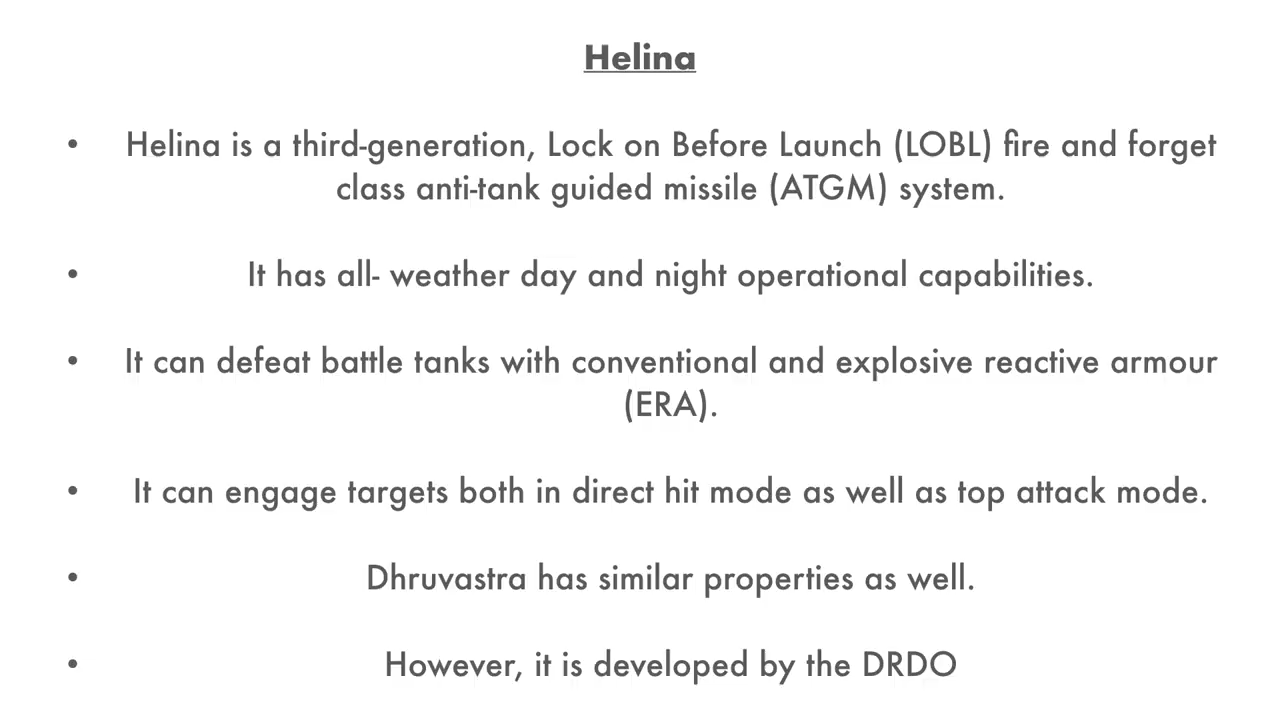 Helina
• Helina is a third-generation, Lock on Before Launch (LOBL) fire and forget
class anti-tank guided missile (ATGM) system.
• It has all- weather day and night operational capabilities.
• It can defeat battle tanks with conventional and explosive reactive armour
(ERA).
• It can engage targets both in direct hit mode as well as top attack mode.
• Dhruvastra has similar properties as well.
• However, it is developed by the DRDO